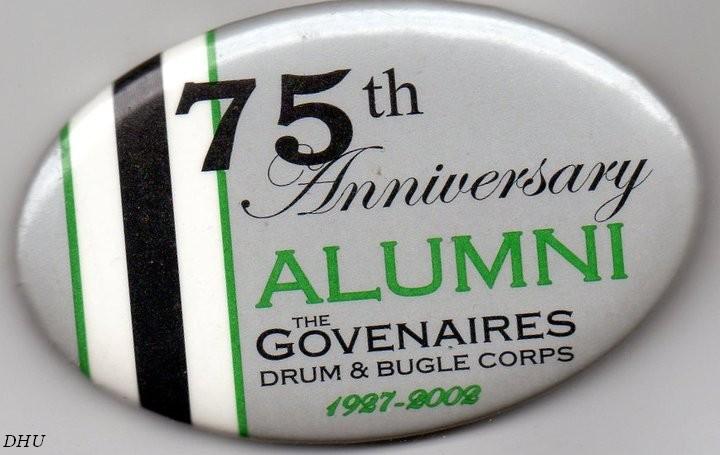 75th
Anniversary
ALUMNI
THE
GOVENAIRES
DRUM & BUGLE CORPS
1927-2002
DHU